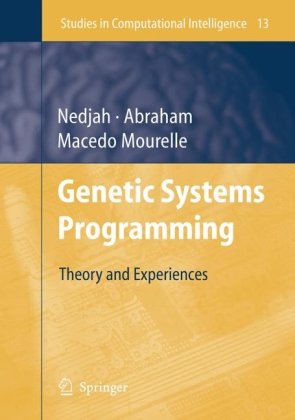 Studies in Computational Intelligence 13
Nedjah · Abraham
Macedo Mourelle
Genetic Systems
Programming
Theory and Experiences
Springer